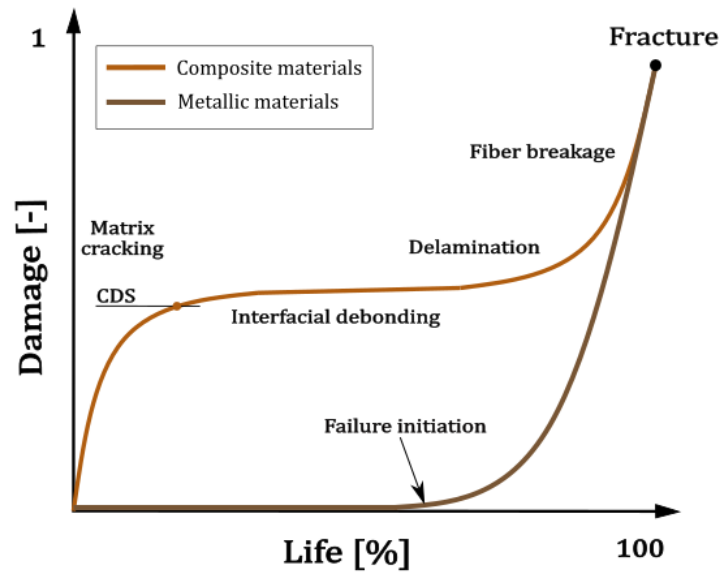 1
Fracture
Composite materials
Metallic materials
Fiber breakage
Matrix
cracking
Delamination
CDS
Interfacial debonding
Damage [-]
Failure initiation
Life [%]
100